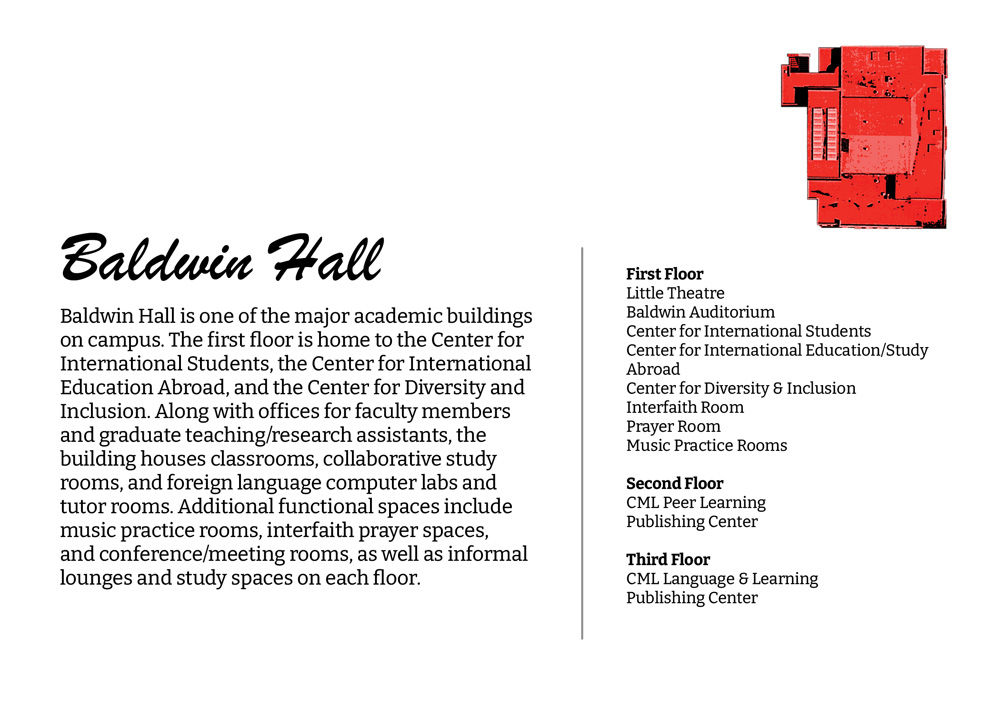 Baldwin Hall
Baldwin Hall is one of the major academic buildings
on campus. The first floor is home to the Center for
International Students, the Center for International
Education Abroad, and the Center for Diversity and
Inclusion. Along with offices for faculty members
and graduate teaching/research assistants, the
building houses classrooms, collaborative study
rooms, and foreign language computer labs and
tutor rooms. Additional functional spaces include
music practice rooms, interfaith prayer spaces,
and conference/meeting rooms, as well as informal
lounges and study spaces on each floor.
First Floor
Little Theatre
Baldwin Auditorium
Center for International Students
Center for International Education/Study
Abroad
Center for Diversity & Inclusion
Interfaith Room
Prayer Room
Music Practice Rooms
Second Floor
CML Peer Learning
Publishing Center
Third Floor
CML Language & Learning
Publishing Center